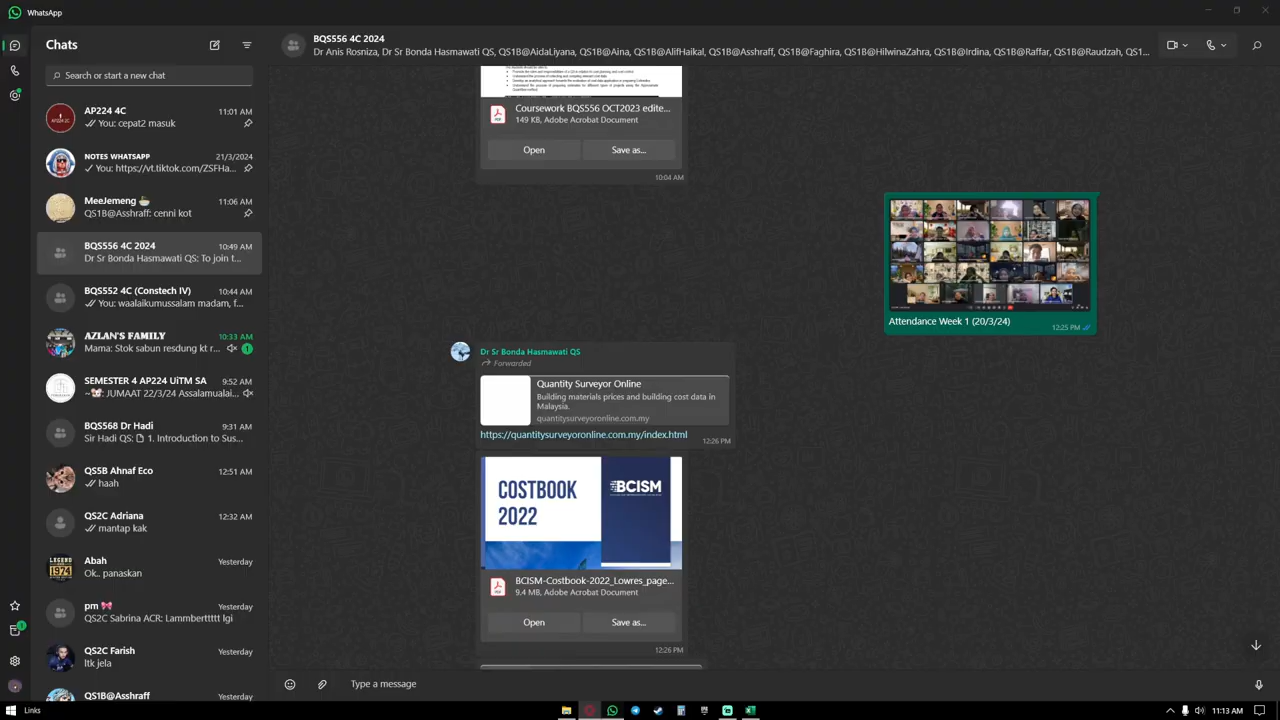 WhatsApp
Chats
Search or start a new chat
AP224 4C
11:01 AM
You: cepat2 masuk
NOTES WHATSAPP
21/3/2024
You: https://vt.tiktok.com/ZSFHa...
MeeJemeng
11:06 AM
QS1B@Asshraff: cenni kot
BQS556 4C 2024
10:49 AM
Dr Sr Bonda Hasmawati QS: To join t...
BQS552 4C (Constech IV)
10:44 AM
You: waalaikumussalam madam, f...
AZLAN'S FAMILY
10:33 AM
Mama: Stok sabun resdung kt r...
1
SEMESTER 4 AP224 UiTM SA
9:52 AM
~🐭: JUMAAT 22/3/24 Assalamualai...
BQS568 Dr Hadi
9:31 AM
Sir Hadi QS: 1. Introduction to Sus...
QS5B Ahnaf Eco
12:51 AM
haah
QS2C Adriana
12:32 AM
mantap kak
Abah
Yesterday
Ok.. panaskan
pm 🎀
Yesterday
QS2C Sabrina ACR: Lammbertttt lgi
QS2C Farish
Yesterday
ltk jela
QS1B@Asshraff
Yesterday
BQS556 4C 2024
Dr Anis Rosniza, Dr Sr Bonda Hasmawati QS, QS1B@AidaLiyana, QS1B@Aina, QS1B@AlifHaikal, QS1B@Asshraff, QS1B@Faghira, QS1B@HilwinaZahra, QS1B@Irdina, QS1B@Raffar, QS1B@Raudzah, QS1...
Coursework BQS556 OCT2023 edite...
149 KB, Adobe Acrobat Document
Open
Save as...
10:04 AM
Attendance Week 1 (20/3/24)
12:25 PM
Dr Sr Bonda Hasmawati QS
Forwarded
Quantity Surveyor Online
Building materials prices and building cost data in
Malaysia.
quantitysurveyoronline.com.my
https://quantitysurveyoronline.com.my/index.html
12:26 PM
COSTBOOK
2022
BCISM
BCISM-Costbook-2022_Lowres_page...
9.4 MB, Adobe Acrobat Document
Open
Save as...
12:26 PM
Type a message
Links
11:13 AM